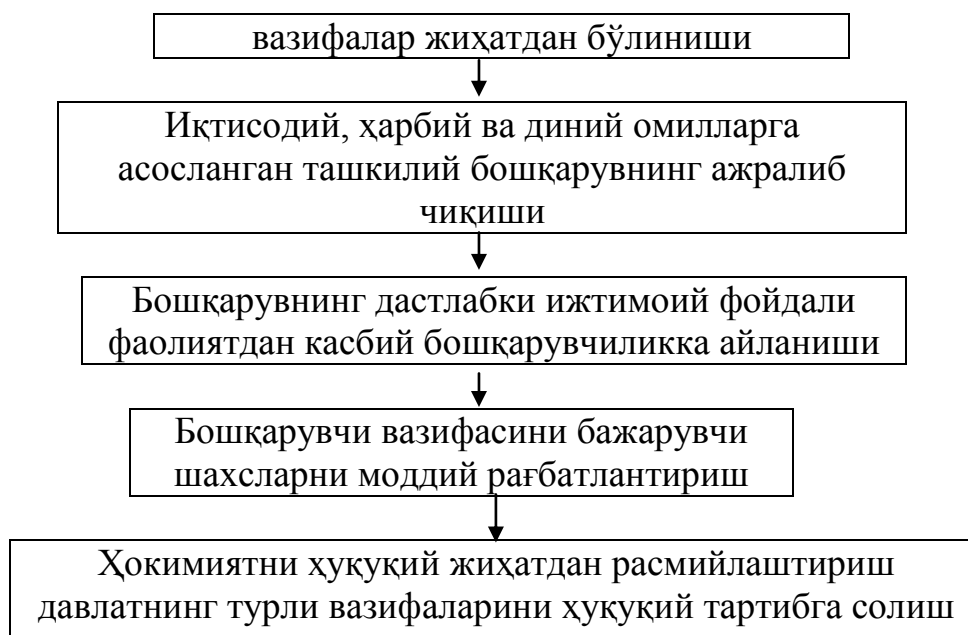 вазифалар жиҳатдан бўлиниши
Иқтисодий, ҳарбий ва диний омилларга
асосланган ташкилий бошқарувнинг ажралиб
чиқиши
Бошқарувнинг дастлабки ижтимоий фойдали
фаолиятдан касбий бошқарувчиликка айланиши
Бошқарувчи вазифасини бажарувчи
шахсларни моддий рағбатлантириш
Ҳокимиятни ҳуқуқий жиҳатдан расмийлаштириш
давлатнинг турли вазифаларини ҳуқуқий тартибга солиш